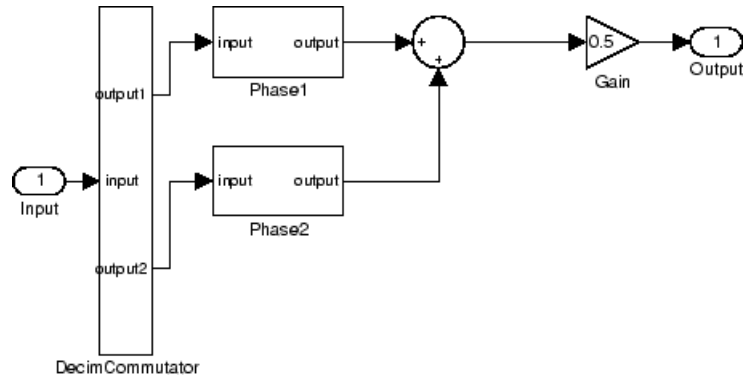 output1
input
output2
DecimCommutator
1
Input
input output
Phase1
input output
Phase2
+
+
0.5
Gain
1
Output